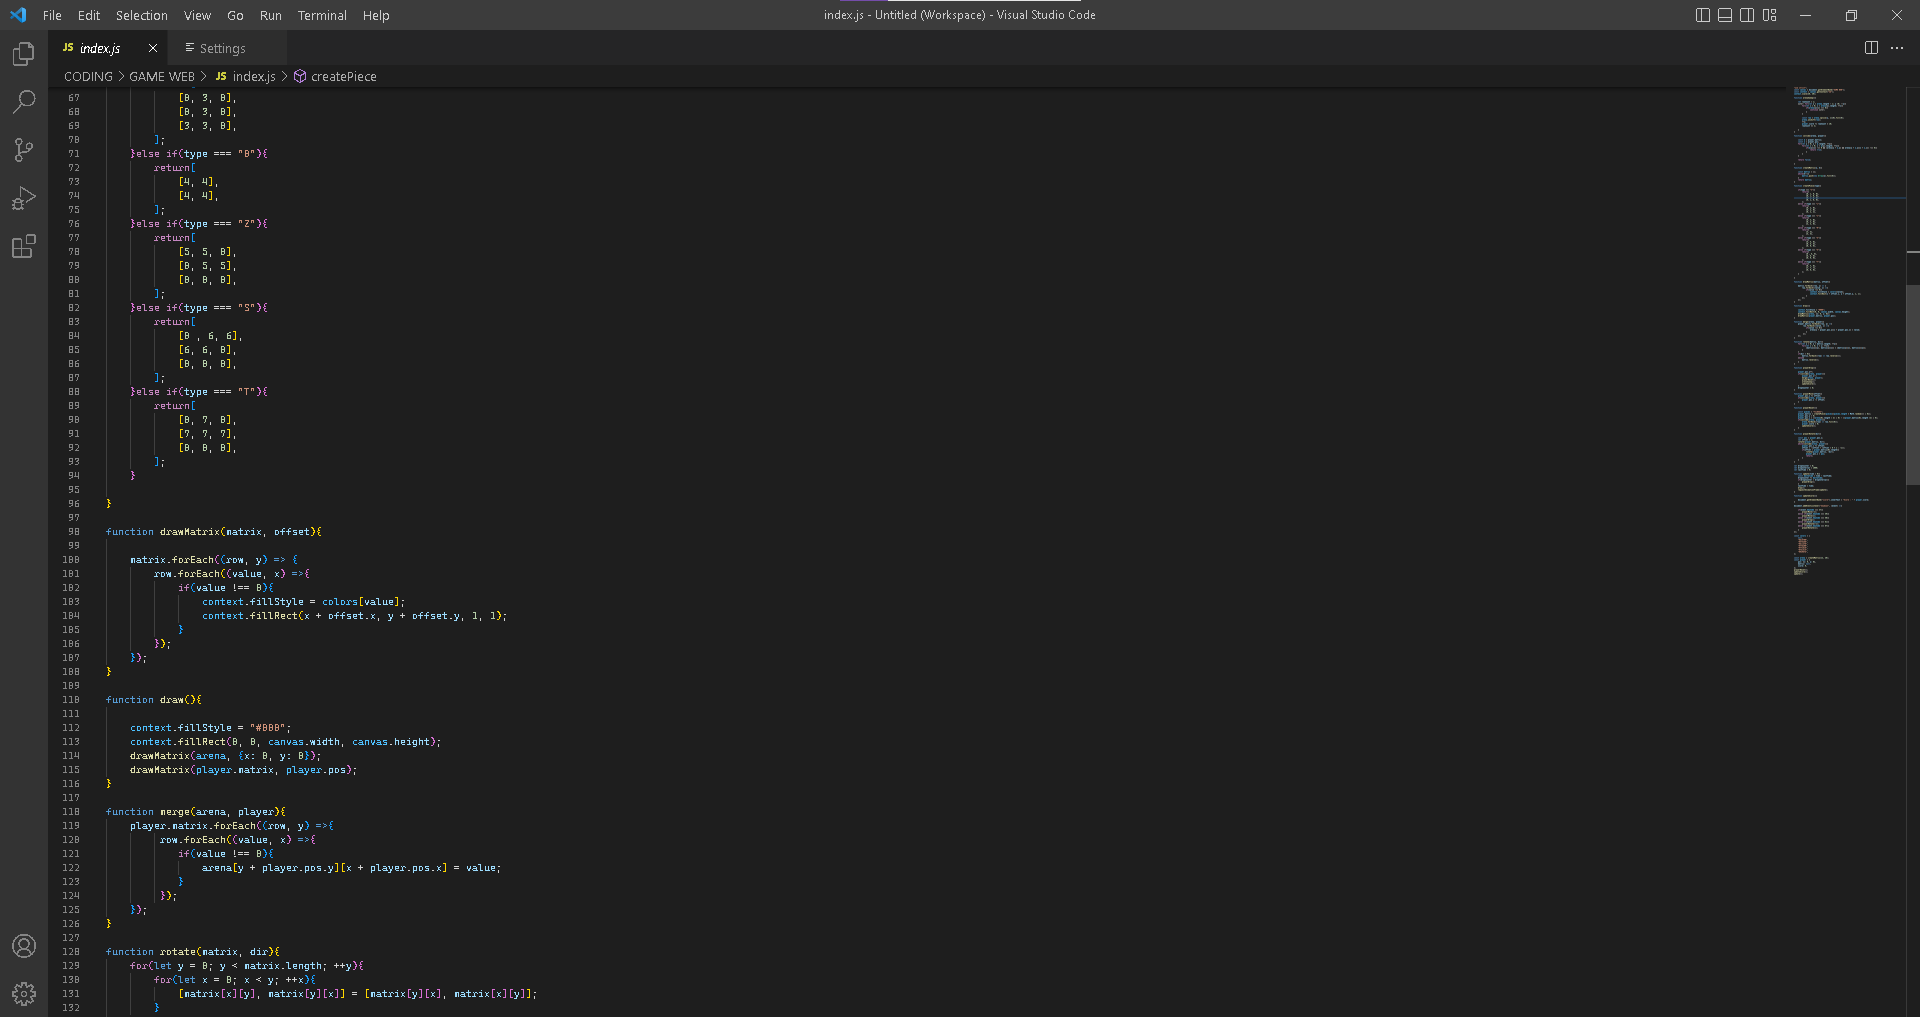 File Edit Selection View Go Run Terminal Help
index.js - Untitled (Workspace) - Visual Studio Code
JS index.js
Settings
CODING > GAME WEB > JS index.js > createPiece
67 [0, 3, 0],
68 [0, 3, 0],
69 [3, 3, 0],
70 ];
71 }else if(type === "0"){
72 return[
73 [4, 4],
74 [4, 4],
75 ];
76 }else if(type === "Z"){
77 return[
78 [5, 5, 0],
79 [0, 5, 5],
80 [0, 0, 0],
81 ];
82 }else if(type === "S"){
83 return[
84 [0 , 6, 6],
85 [6, 6, 0],
86 [0, 0, 0],
87 ];
88 }else if(type === "T"){
89 return[
90 [0, 7, 0],
91 [7, 7, 7],
92 [0, 0, 0],
93 ];
94 }
95
96 }
97
98 function drawMatrix(matrix, offset){
99
100 matrix.forEach((row, y) => {
101 row.forEach((value, x) =>{
102 if(value !== 0){
103 context.fillStyle = colors[value];
104 context.fillRect(x + offset.x, y + offset.y, 1, 1);
105 }
106 });
107 });
108 }
109
110 function draw(){
111
112 context.fillStyle = "#000";
113 context.fillRect(0, 0, canvas.width, canvas.height);
114 drawMatrix(arena, {x: 0, y: 0});
115 drawMatrix(player.matrix, player.pos);
116 }
117
118 function merge(arena, player){
119 player.matrix.forEach((row, y) =>{
120 row.forEach((value, x) =>{
121 if(value !== 0){
122 arena[y + player.pos.y][x + player.pos.x] = value;
123 }
124 });
125 });
126 }
127
128 function rotate(matrix, dir){
129 for(let y = 0; y < matrix.length; ++y){
130 for(let x = 0; x < y; ++x){
131 [matrix[x][y], matrix[y][x]] = [matrix[y][x], matrix[x][y]];
132 }